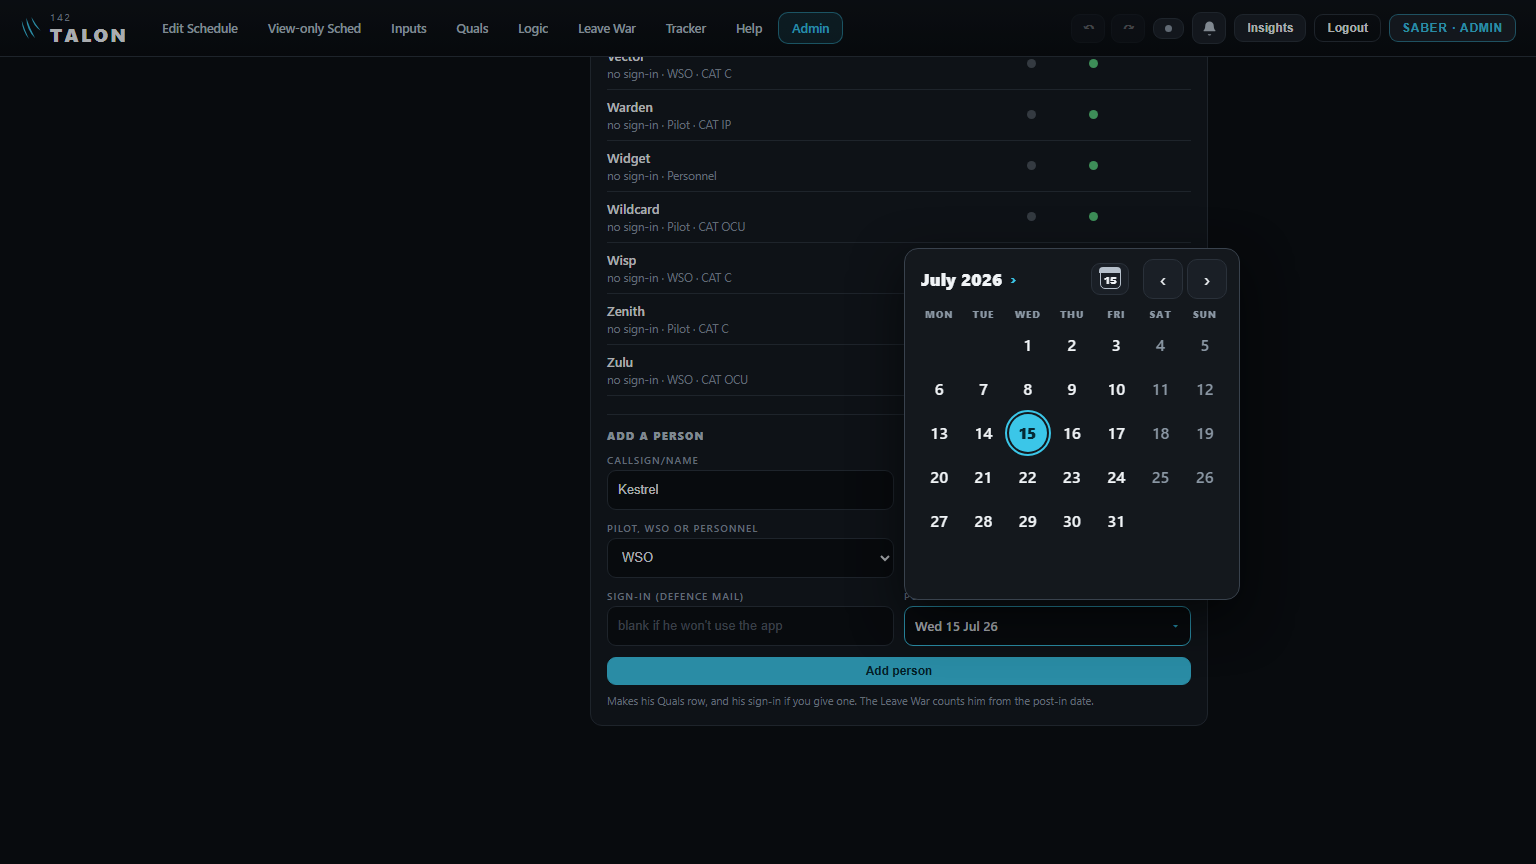 142
TALON
Edit Schedule
View-only Sched
Inputs
Quals
Logic
Leave War
Tracker
Help
Admin
Insights
Logout
SABER · ADMIN
Vector
no sign-in · WSO · CAT C
Warden
no sign-in · Pilot · CAT IP
Widget
no sign-in · Personnel
Wildcard
no sign-in · Pilot · CAT OCU
Wisp
no sign-in · WSO · CAT C
Zenith
no sign-in · Pilot · CAT C
Zulu
no sign-in · WSO · CAT OCU
ADD A PERSON
CALLSIGN/NAME
Kestrel
PILOT, WSO OR PERSONNEL
WSO
SIGN-IN (DEFENCE MAIL)
blank if he won't use the app
July 2026 ›
15
‹ ›
MON TUE WED THU FRI SAT SUN
1 2 3 4 5
6 7 8 9 10 11 12
13 14 15 16 17 18 19
20 21 22 23 24 25 26
27 28 29 30 31
Wed 15 Jul 26
Add person
Makes his Quals row, and his sign-in if you give one. The Leave War counts him from the post-in date.